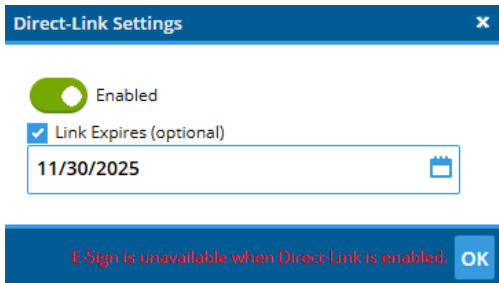 Direct-Link Settings
Enabled
Link Expires (optional)
11/30/2025
E-Sign is unavailable when Direct-Link is enabled. OK